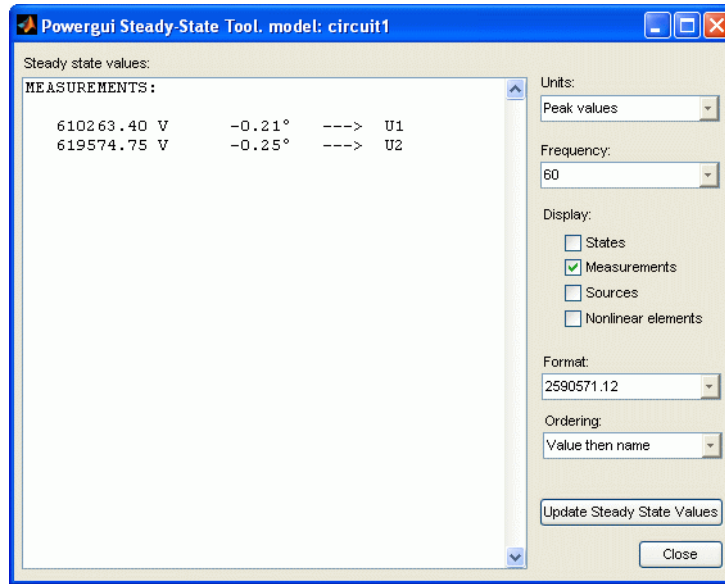 Powergui Steady-State Tool. model: circuit1
Steady state values:
MEASUREMENTS:
610263.40 V -0.21° ---> U1
619574.75 V -0.25° ---> U2
Units:
Peak values
Frequency:
60
Display:
States
Measurements
Sources
Nonlinear elements
Format:
2590571.12
Ordering:
Value then name
Update Steady State Values
Close